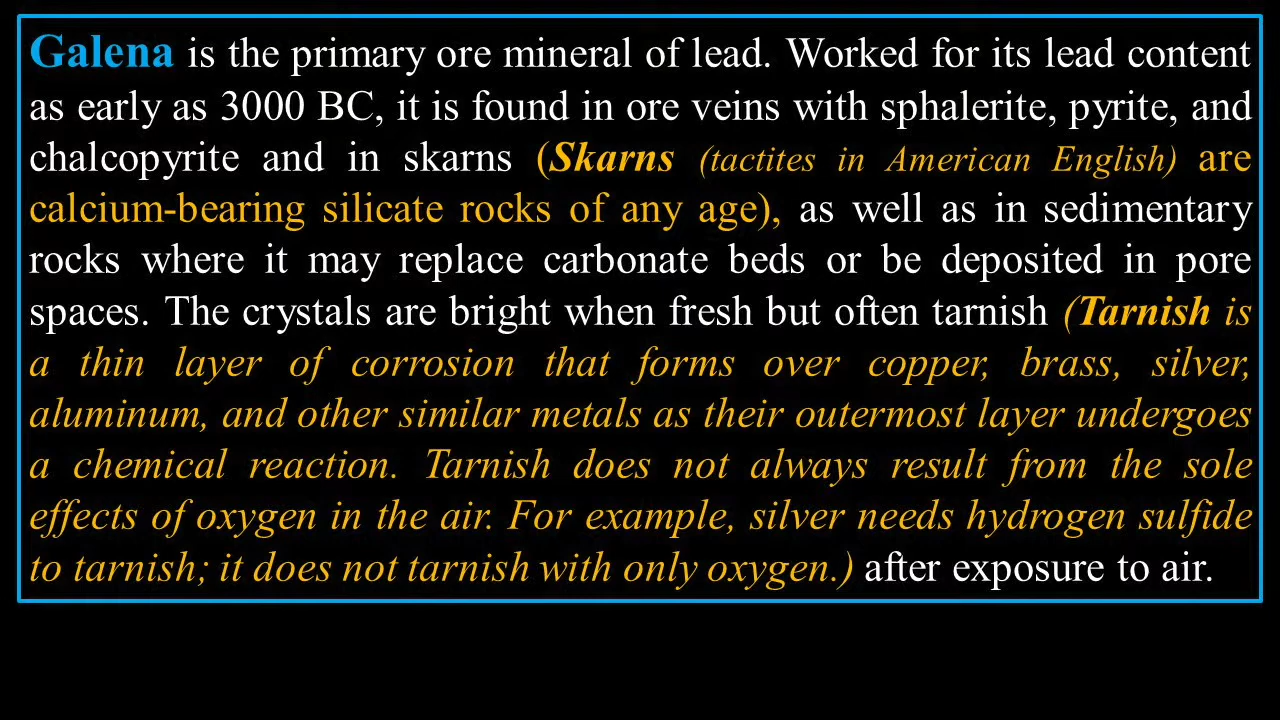 Galena is the primary ore mineral of lead. Worked for its lead content
as early as 3000 BC, it is found in ore veins with sphalerite, pyrite, and
chalcopyrite and in skarns (Skarns (tactites in American English) are
calcium-bearing silicate rocks of any age), as well as in sedimentary
rocks where it may replace carbonate beds or be deposited in pore
spaces. The crystals are bright when fresh but often tarnish (Tarnish is
a thin layer of corrosion that forms over copper, brass, silver,
aluminum, and other similar metals as their outermost layer undergoes
a chemical reaction. Tarnish does not always result from the sole
effects of oxygen in the air. For example, silver needs hydrogen sulfide
to tarnish; it does not tarnish with only oxygen.) after exposure to air.